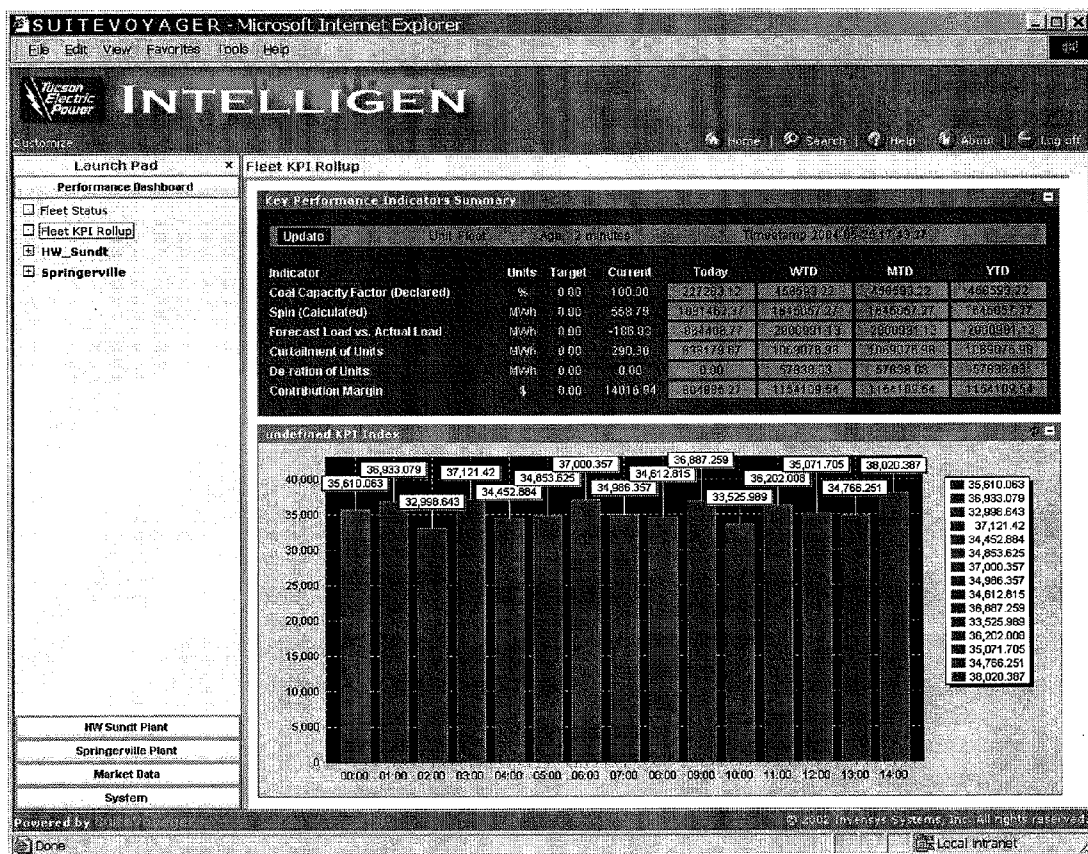 SUITEVOYAGER - Microsoft Internet Explorer
File Edit View Favorites Tools Help
Tucson Electric Power
INTELLIGEN
Customize
Home | Search | Help | About | Log off
Launch Pad ×
Performance Dashboard
Fleet Status
Fleet KPI Rollup
HW_Sundt
Springerville
HW Sundt Plant
Springerville Plant
Market Data
System
Fleet KPI Rollup
Key Performance Indicators Summary
Update Unit: Fleet Age: 2 minutes Timestamp
Indicator Units Target Current Today WTD MTD YTD
Coal Capacity Factor (Declared) % 0.00 100.00
Spin (Calculated) MWh 0.00 558.79
Forecast Load vs. Actual Load MWh 0.00
Curtailment of Units MWh 0.00 290.30
De-ration of Units MWh 0.00 0.00 0.00
Contribution Margin $ 0.00 14016.94
undefined KPI Index
36,933.079 37,121.42 37,000.357 36,887.259 35,071.705 38,020.387
35,610.063 34,853.625 34,612.815 36,202.008
32,998.643 34,452.884 34,986.357 33,525.989 34,766.251
40,000
35,000
30,000
25,000
20,000
15,000
10,000
5,000
0
00:00 01:00 02:00 03:00 04:00 05:00 06:00 07:00 08:00 09:00 10:00 11:00 12:00 13:00 14:00
35,610.063
36,933.079
32,998.643
37,121.42
34,452.884
34,853.625
37,000.357
34,986.357
34,612.815
36,887.259
33,525.989
36,202.008
35,071.705
34,766.251
38,020.387
Powered by
© 2002 Invensys Systems, Inc. All rights reserved.
Done
Local intranet